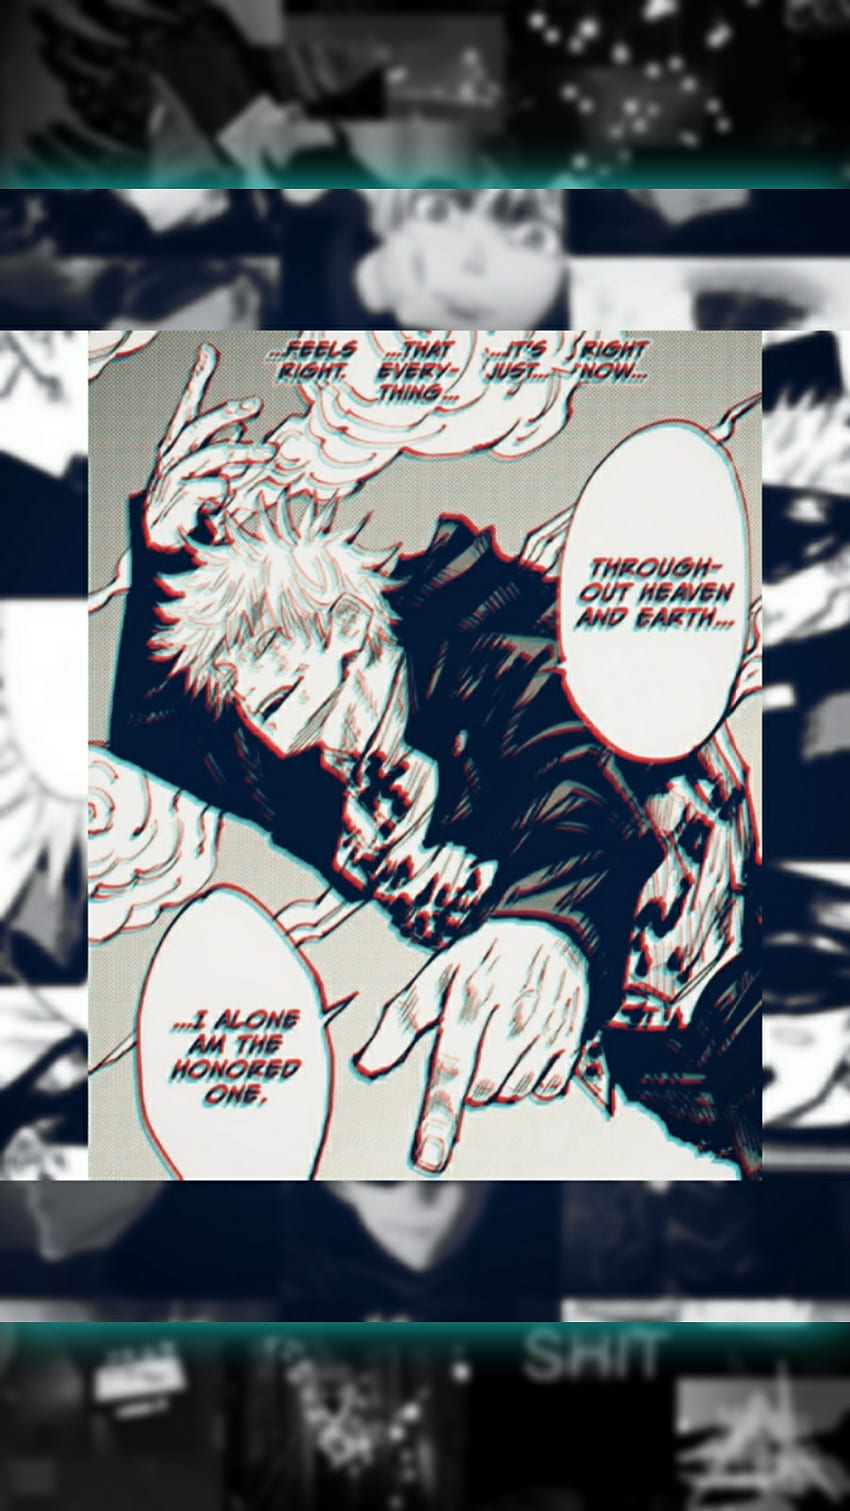 RIGHT
NOW...
...IT'S
JUST...
...THAT
EVERY-
THING...
...FEELS
RIGHT.
THROUGH-
OUT HEAVEN
AND EARTH...
...I ALONE
AM THE
HONORED
ONE.
SHIT